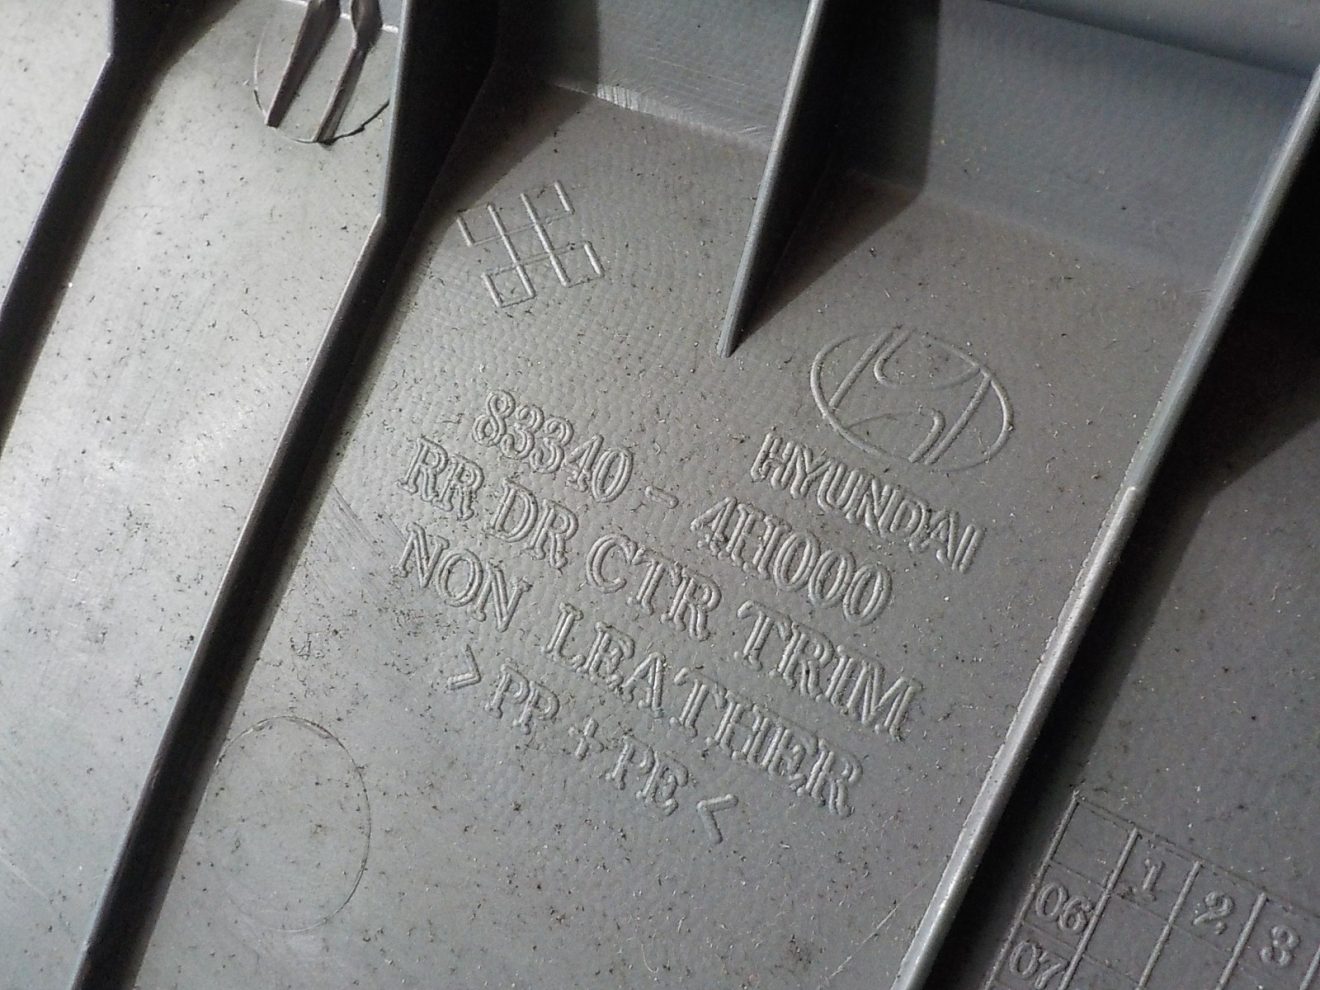 HYUNDAI
83340 - 4H000
RR DR CTR TRIM
NON LEATHER
>PP + PE<
1 2 3
06
07